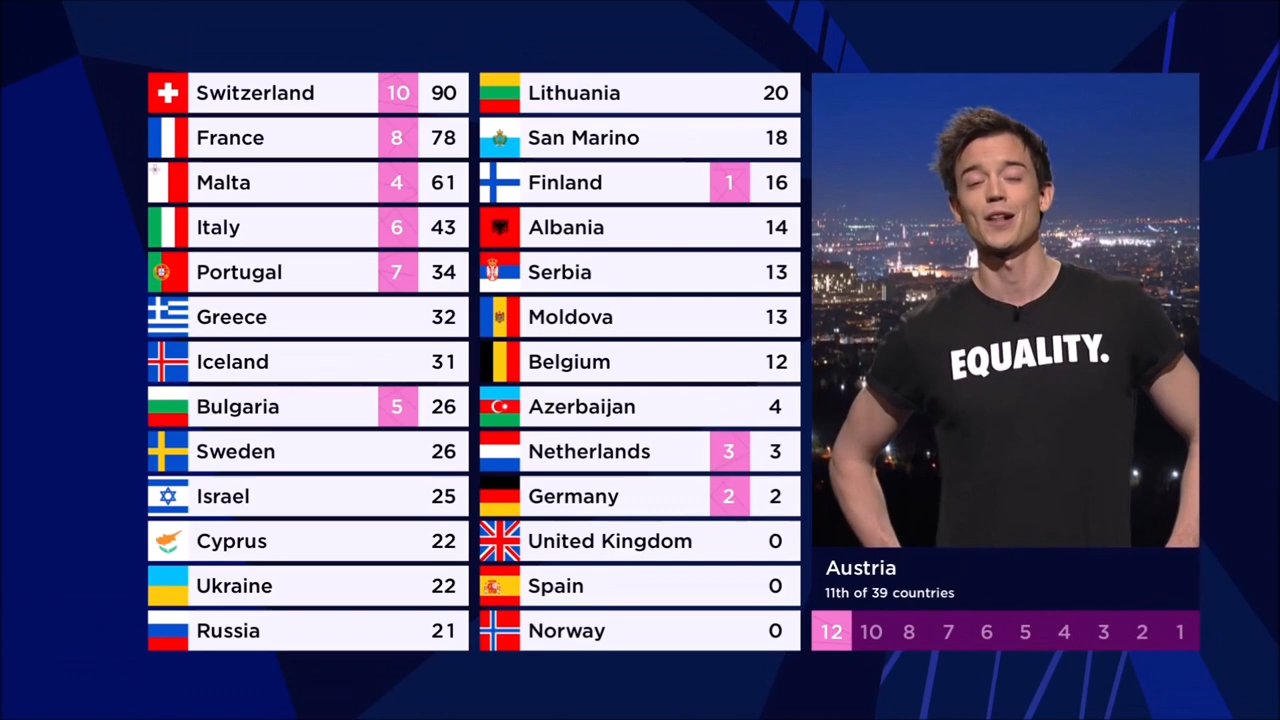 Switzerland 10 90
France 8 78
Malta 4 61
Italy 6 43
Portugal 7 34
Greece 32
Iceland 31
Bulgaria 5 26
Sweden 26
Israel 25
Cyprus 22
Ukraine 22
Russia 21
Lithuania 20
San Marino 18
Finland 1 16
Albania 14
Serbia 13
Moldova 13
Belgium 12
Azerbaijan 4
Netherlands 3 3
Germany 2 2
United Kingdom 0
Spain 0
Norway 0
EQUALITY.
Austria
11th of 39 countries
12 10 8 7 6 5 4 3 2 1